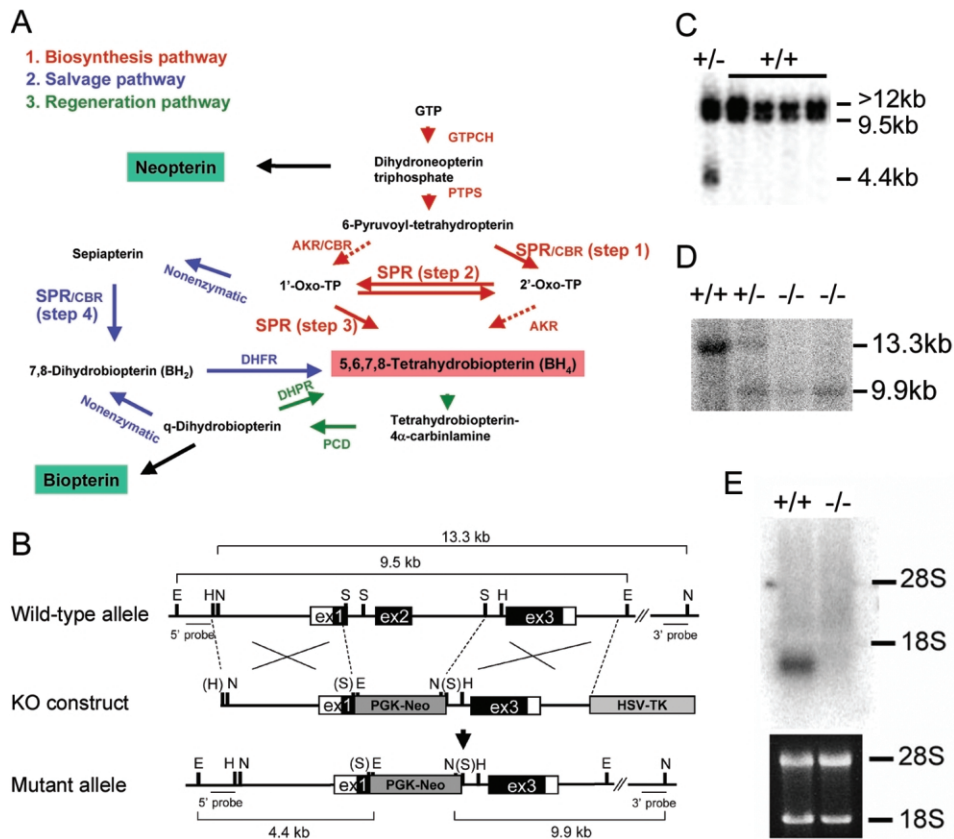 A
1. Biosynthesis pathway
2. Salvage pathway
3. Regeneration pathway
GTP
GTPCH
Neopterin
Dihydroneopterin
triphosphate
PTPS
6-Pyruvoyl-tetrahydropterin
AKR/CBR
SPR/CBR (step 1)
Sepiapterin
Nonenzymatic
SPR (step 2)
1'-Oxo-TP
2'-Oxo-TP
SPR/CBR
(step 4)
SPR (step 3)
AKR
7,8-Dihydrobiopterin (BH2)
DHFR
5,6,7,8-Tetrahydrobiopterin (BH4)
Nonenzymatic
DHPR
q-Dihydrobiopterin
PCD
Tetrahydrobiopterin-
4α-carbinlamine
Biopterin
B
13.3 kb
9.5 kb
E HN S S S H E N
Wild-type allele
ex1 ex2 ex3
5' probe 3' probe
(H) N (S) E N(S)H
KO construct
ex1 PGK-Neo ex3 HSV-TK
E H N (S) E N(S)H E N
Mutant allele
ex1 PGK-Neo ex3
5' probe 3' probe
4.4 kb 9.9 kb
C
+/- +/+
>12kb
9.5kb
4.4kb
D
+/+ +/- -/- -/-
13.3kb
9.9kb
E
+/+ -/-
28S
18S
28S
18S